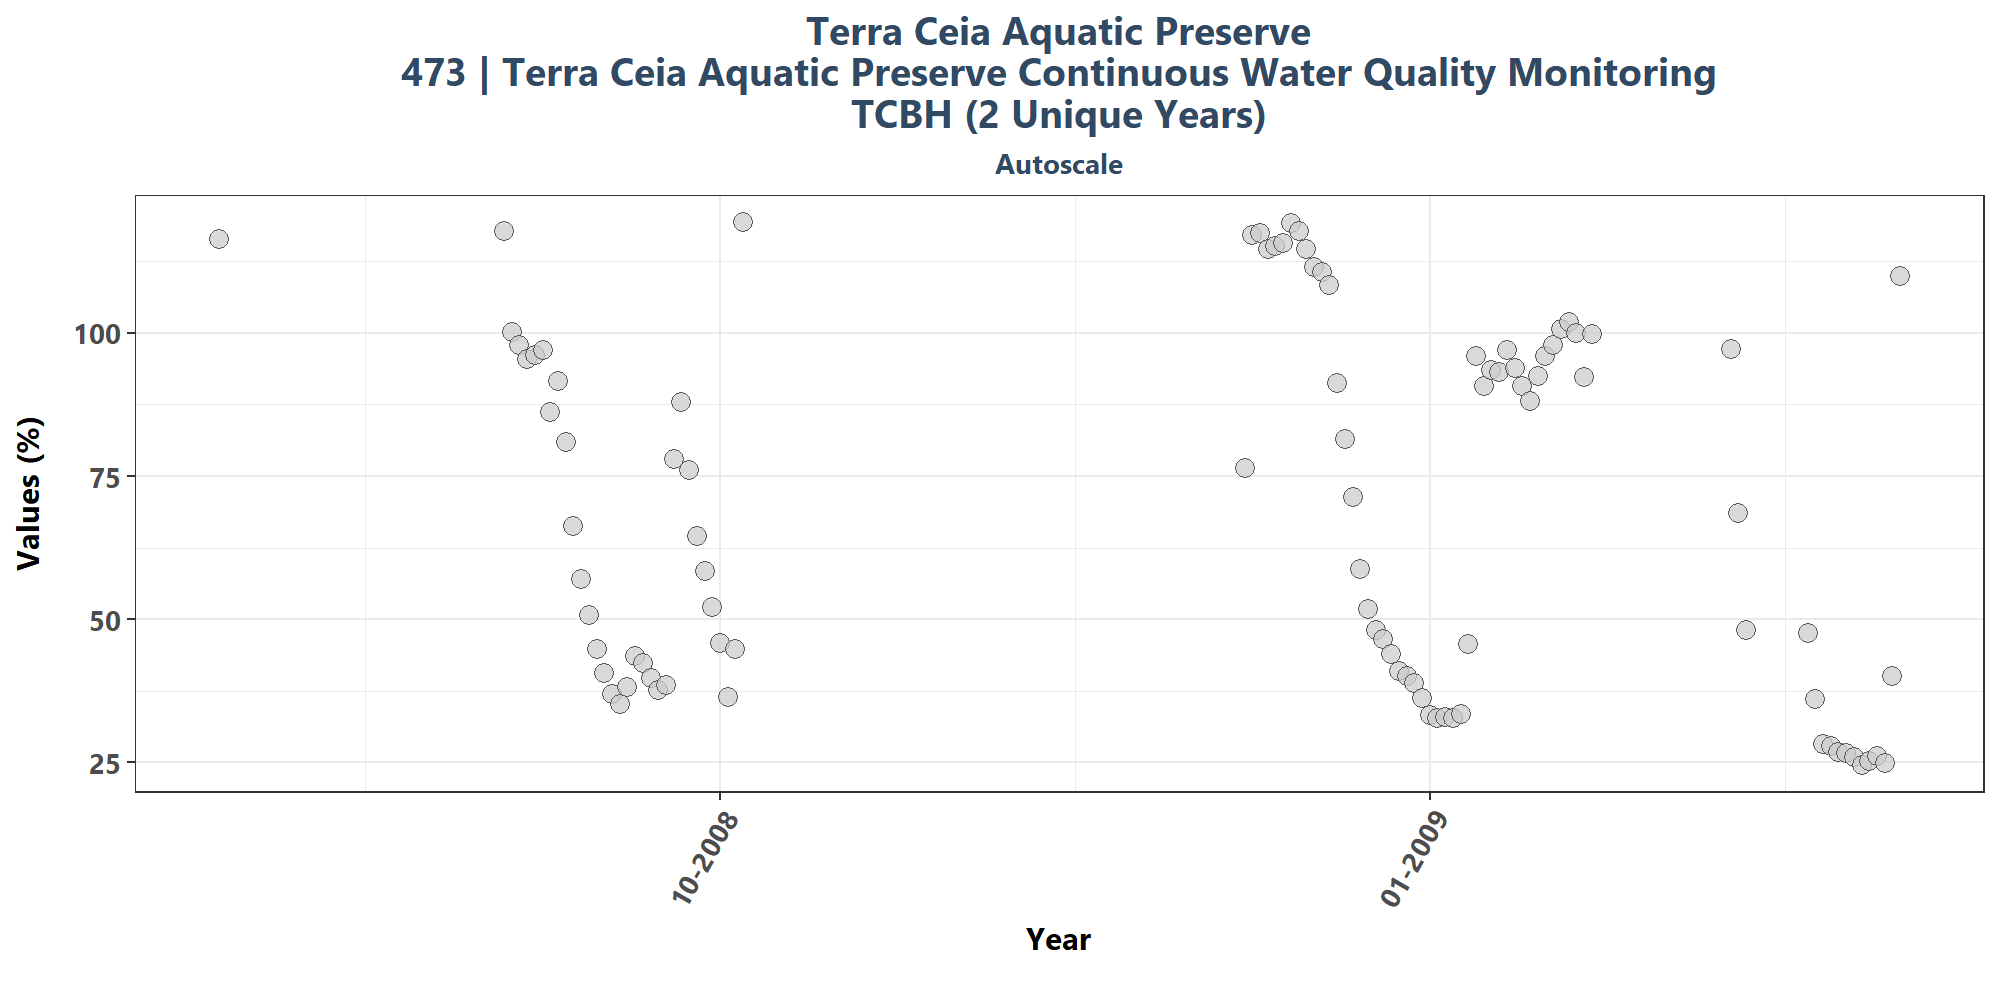 Terra Ceia Aquatic Preserve
473 | Terra Ceia Aquatic Preserve Continuous Water Quality Monitoring
TCBH (2 Unique Years)
Autoscale
Values (%)
100
75
50
25
10-2008
01-2009
Year